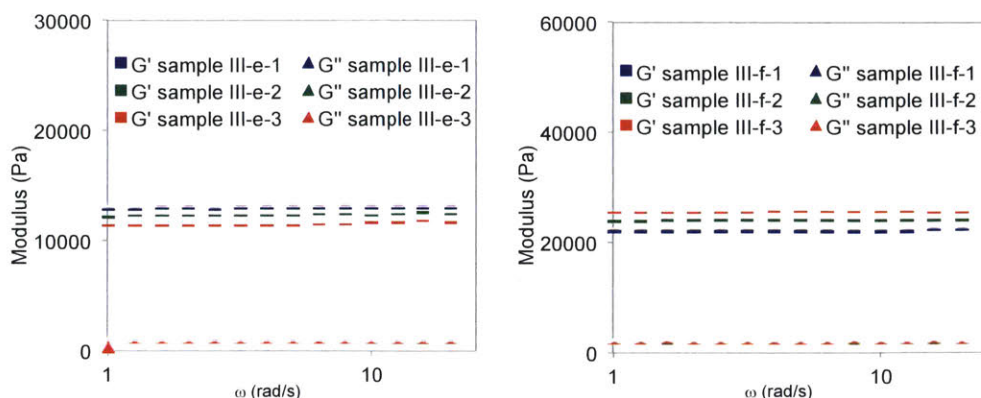 30000
G' sample III-e-1 G'' sample III-e-1
G' sample III-e-2 G'' sample III-e-2
G' sample III-e-3 G'' sample III-e-3
20000
10000
0
1 10
Modulus (Pa)
ω (rad/s)
60000
G' sample III-f-1 G'' sample III-f-1
G' sample III-f-2 G'' sample III-f-2
G' sample III-f-3 G'' sample III-f-3
40000
20000
0
1 10
Modulus (Pa)
ω (rad/s)